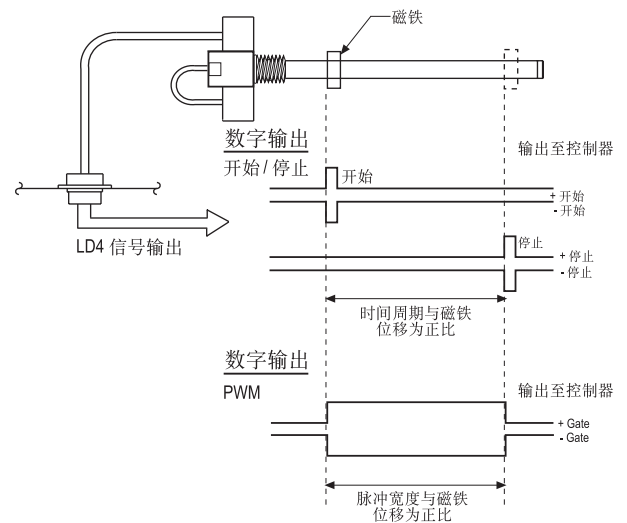 磁铁
数字输出
开始 / 停止
输出至控制器
开始
+ 开始
- 开始
LD4 信号输出
停止
+ 停止
- 停止
时间周期与磁铁
位移为正比
数字输出
PWM
输出至控制器
+ Gate
- Gate
脉冲宽度与磁铁
位移为正比